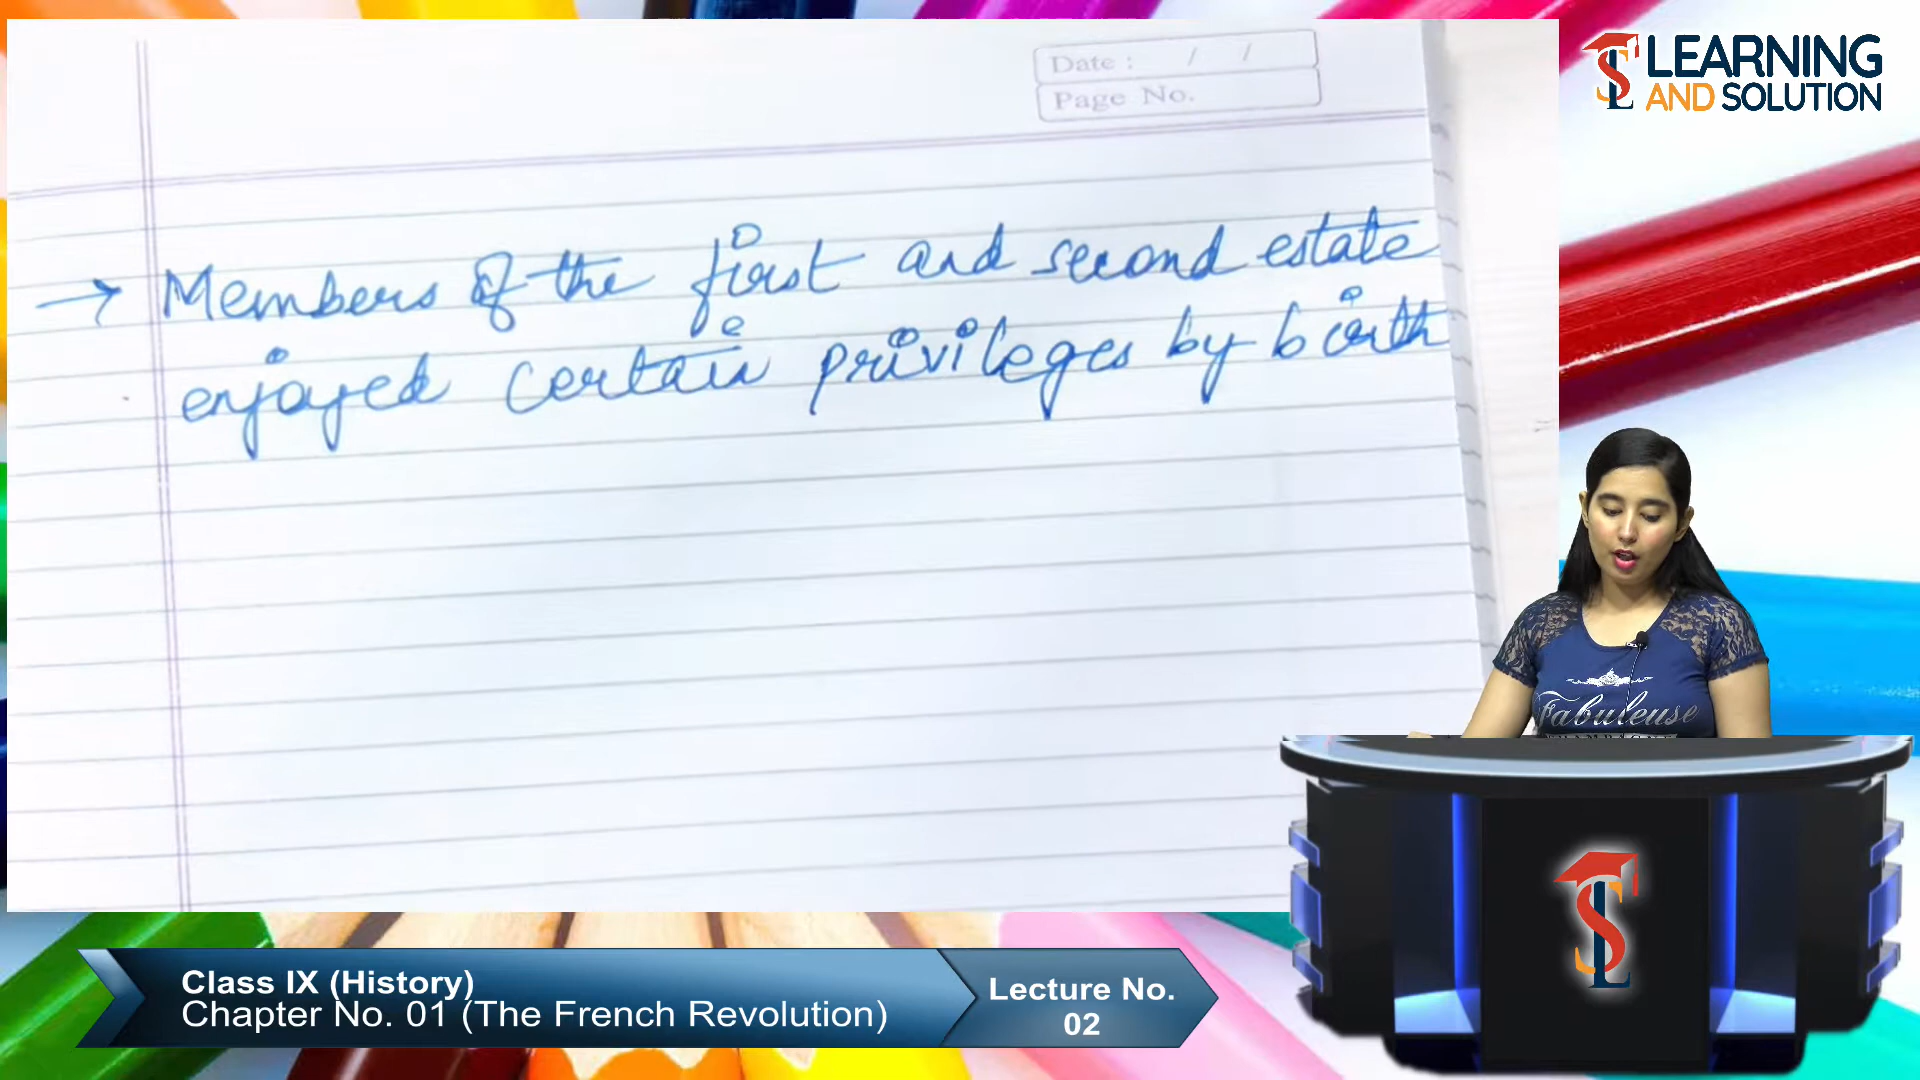 Date :    /    /
Page No.
LEARNING
AND SOLUTION
→ Members of the first and second estate
enjoyed certain privileges by birth
Fabuleuse
Class IX (History)
Chapter No. 01 (The French Revolution)
Lecture No.
02